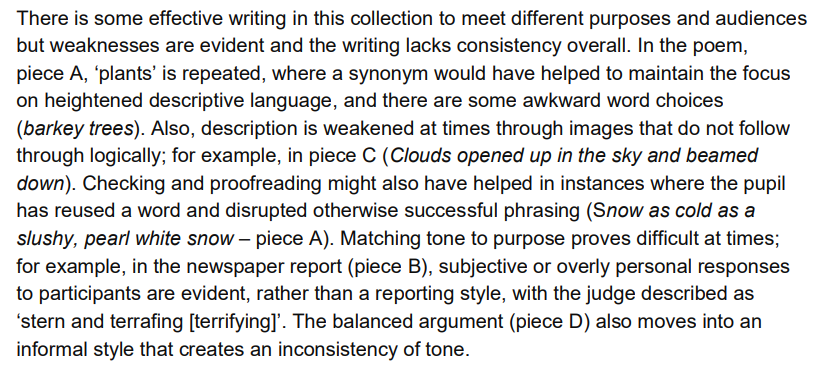 There is some effective writing in this collection to meet different purposes and audiences
but weaknesses are evident and the writing lacks consistency overall. In the poem,
piece A, ‘plants’ is repeated, where a synonym would have helped to maintain the focus
on heightened descriptive language, and there are some awkward word choices
(barkey trees). Also, description is weakened at times through images that do not follow
through logically; for example, in piece C (Clouds opened up in the sky and beamed
down). Checking and proofreading might also have helped in instances where the pupil
has reused a word and disrupted otherwise successful phrasing (Snow as cold as a
slushy, pearl white snow – piece A). Matching tone to purpose proves difficult at times;
for example, in the newspaper report (piece B), subjective or overly personal responses
to participants are evident, rather than a reporting style, with the judge described as
‘stern and terrafing [terrifying]’. The balanced argument (piece D) also moves into an
informal style that creates an inconsistency of tone.